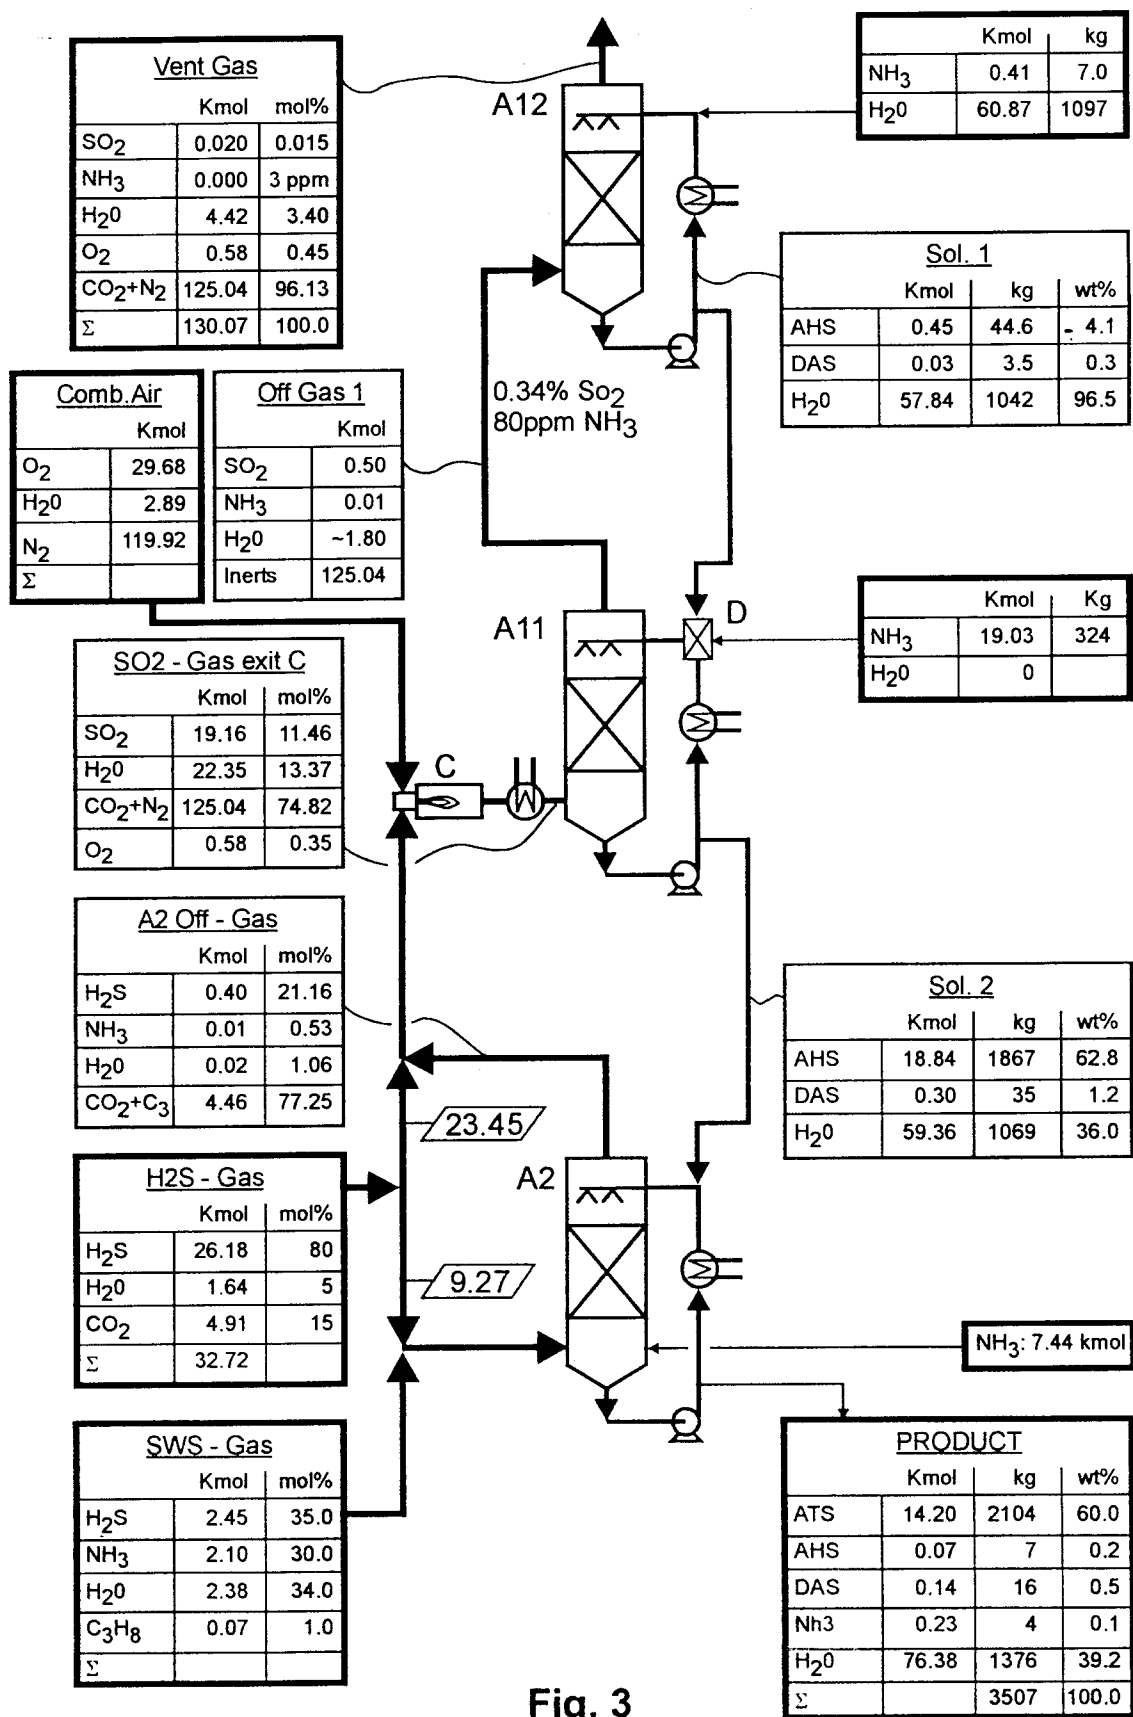 Vent Gas
Kmol mol%
SO2 0.020 0.015
NH3 0.000 3 ppm
H20 4.42 3.40
O2 0.58 0.45
CO2+N2 125.04 96.13
Σ 130.07 100.0
A12
Kmol kg
NH3 0.41 7.0
H20 60.87 1097
Sol. 1
Kmol kg wt%
AHS 0.45 44.6 - 4.1
DAS 0.03 3.5 0.3
H20 57.84 1042 96.5
Comb.Air
Kmol
O2 29.68
H20 2.89
N2 119.92
Σ
Off Gas 1
Kmol
SO2 0.50
NH3 0.01
H20 ~1.80
Inerts 125.04
0.34% So2
80ppm NH3
A11
D
Kmol Kg
NH3 19.03 324
H20 0
SO2 - Gas exit C
Kmol mol%
SO2 19.16 11.46
H20 22.35 13.37
CO2+N2 125.04 74.82
O2 0.58 0.35
C
A2 Off - Gas
Kmol mol%
H2S 0.40 21.16
NH3 0.01 0.53
H20 0.02 1.06
CO2+C3 4.46 77.25
Sol. 2
Kmol kg wt%
AHS 18.84 1867 62.8
DAS 0.30 35 1.2
H20 59.36 1069 36.0
23.45
A2
H2S - Gas
Kmol mol%
H2S 26.18 80
H20 1.64 5
CO2 4.91 15
Σ 32.72
9.27
NH3: 7.44 kmol
SWS - Gas
Kmol mol%
H2S 2.45 35.0
NH3 2.10 30.0
H20 2.38 34.0
C3H8 0.07 1.0
Σ
PRODUCT
Kmol kg wt%
ATS 14.20 2104 60.0
AHS 0.07 7 0.2
DAS 0.14 16 0.5
Nh3 0.23 4 0.1
H20 76.38 1376 39.2
Σ 3507 100.0
Fig. 3